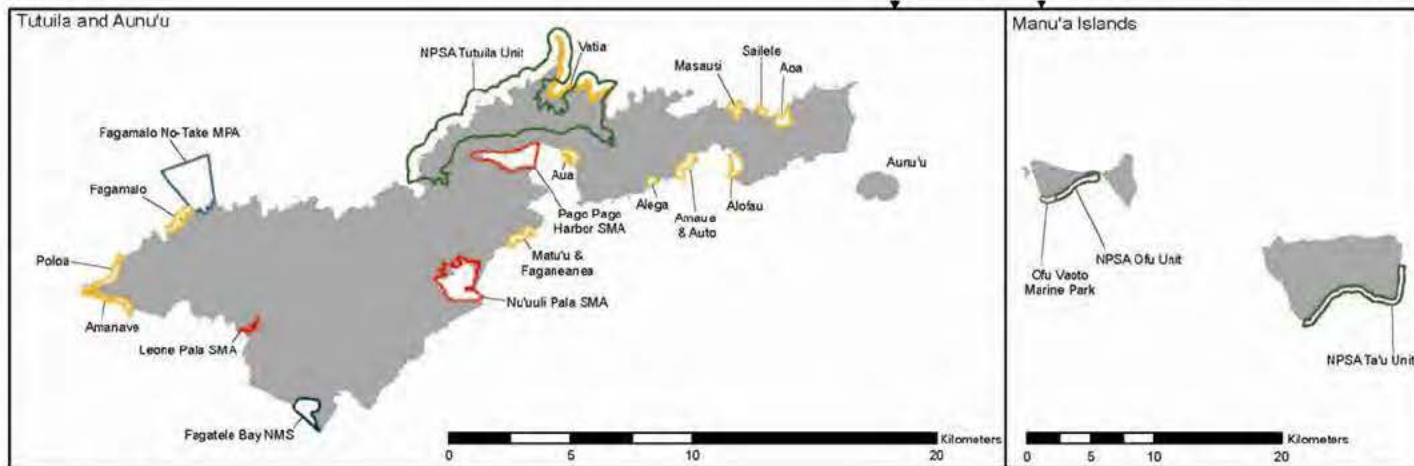 Tutuila and Aunu'u
NPSA Tutuila Unit
Vatia
Masausi
Sailele
Aoa
Fagamalo No-Take MPA
Fagamalo
Aua
Pago Pago
Harbor SMA
Alega
Amaua
& Auto
Alofau
Aunu'u
Poloa
Amanave
Matu'u &
Faganeanea
Nu'uuli Pala SMA
Leone Pala SMA
Fagatele Bay NMS
Kilometers
0 5 10 20
Manu'a Islands
Ofu Vaoto
Marine Park
NPSA Ofu Unit
NPSA Ta'u Unit
Kilometers
0 5 10 20